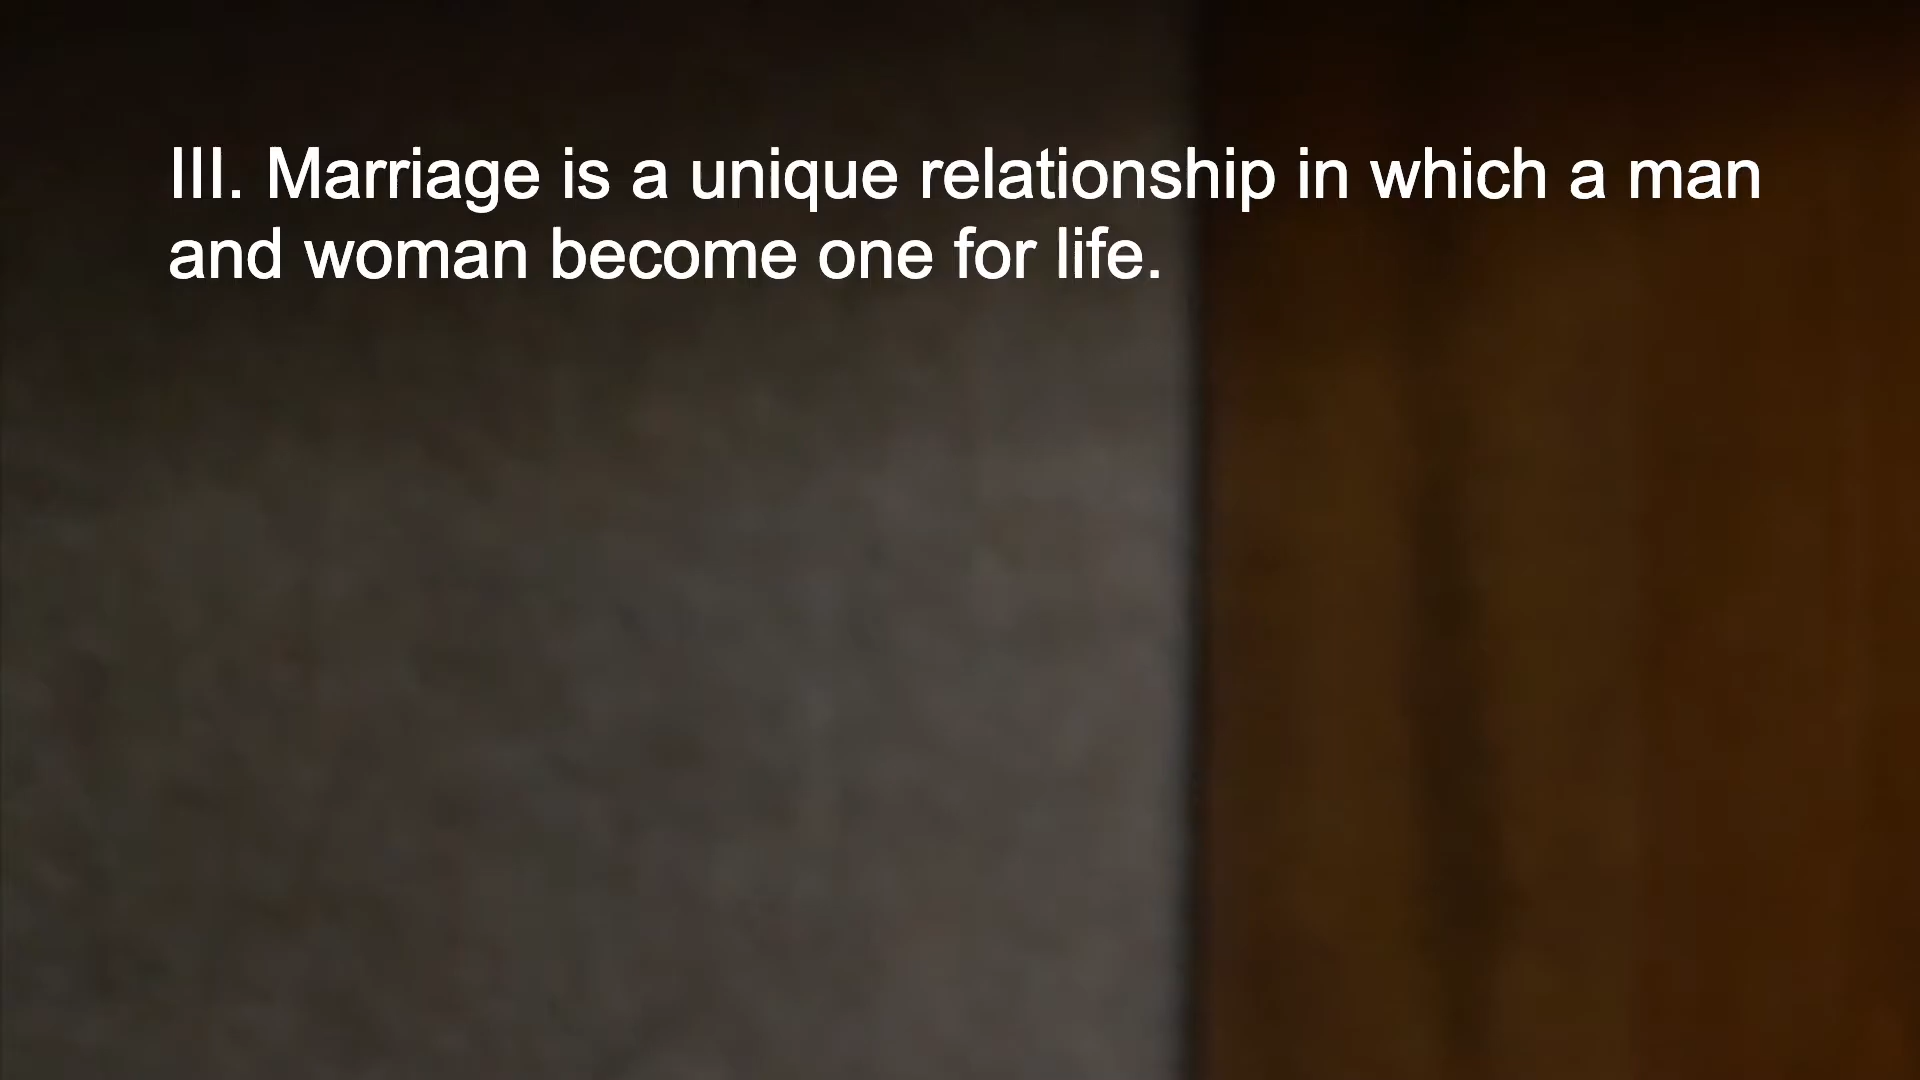 III. Marriage is a unique relationship in which a man
and woman become one for life.